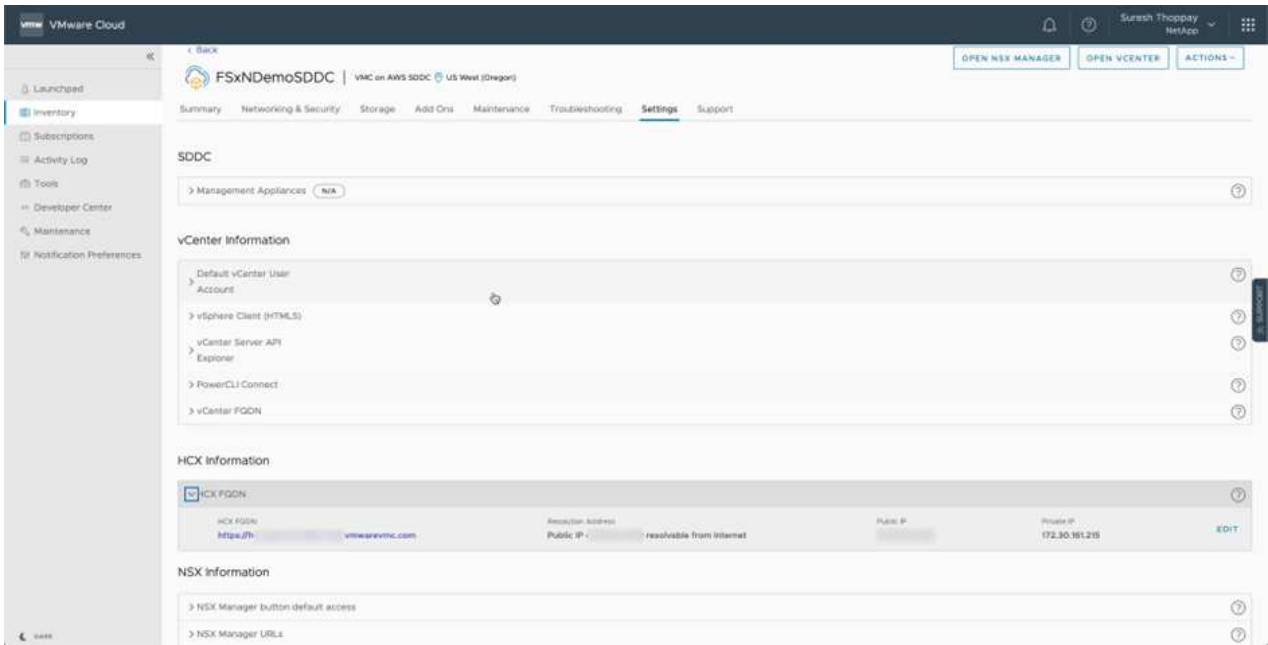 vmw VMware Cloud
Suresh Thoppay
NetApp
< Back
FSxNDemoSDDC | VMC on AWS SDDC US West (Oregon)
OPEN NSX MANAGER OPEN VCENTER ACTIONS
Summary Networking & Security Storage Add Ons Maintenance Troubleshooting Settings Support
Launchpad
Inventory
Subscriptions
Activity Log
Tools
Developer Center
Maintenance
Notification Preferences
DARK
SDDC
Management Appliances N/A
vCenter Information
Default vCenter User
Account
vSphere Client (HTML5)
vCenter Server API
Explorer
PowerCLI Connect
vCenter FQDN
HCX Information
HCX FQDN
HCX FQDN Resolution Address Public IP Private IP
https://h vmwarevmc.com Public IP - resolvable from Internet 172.30.161.215 EDIT
NSX Information
NSX Manager button default access
NSX Manager URLs
SUPPORT